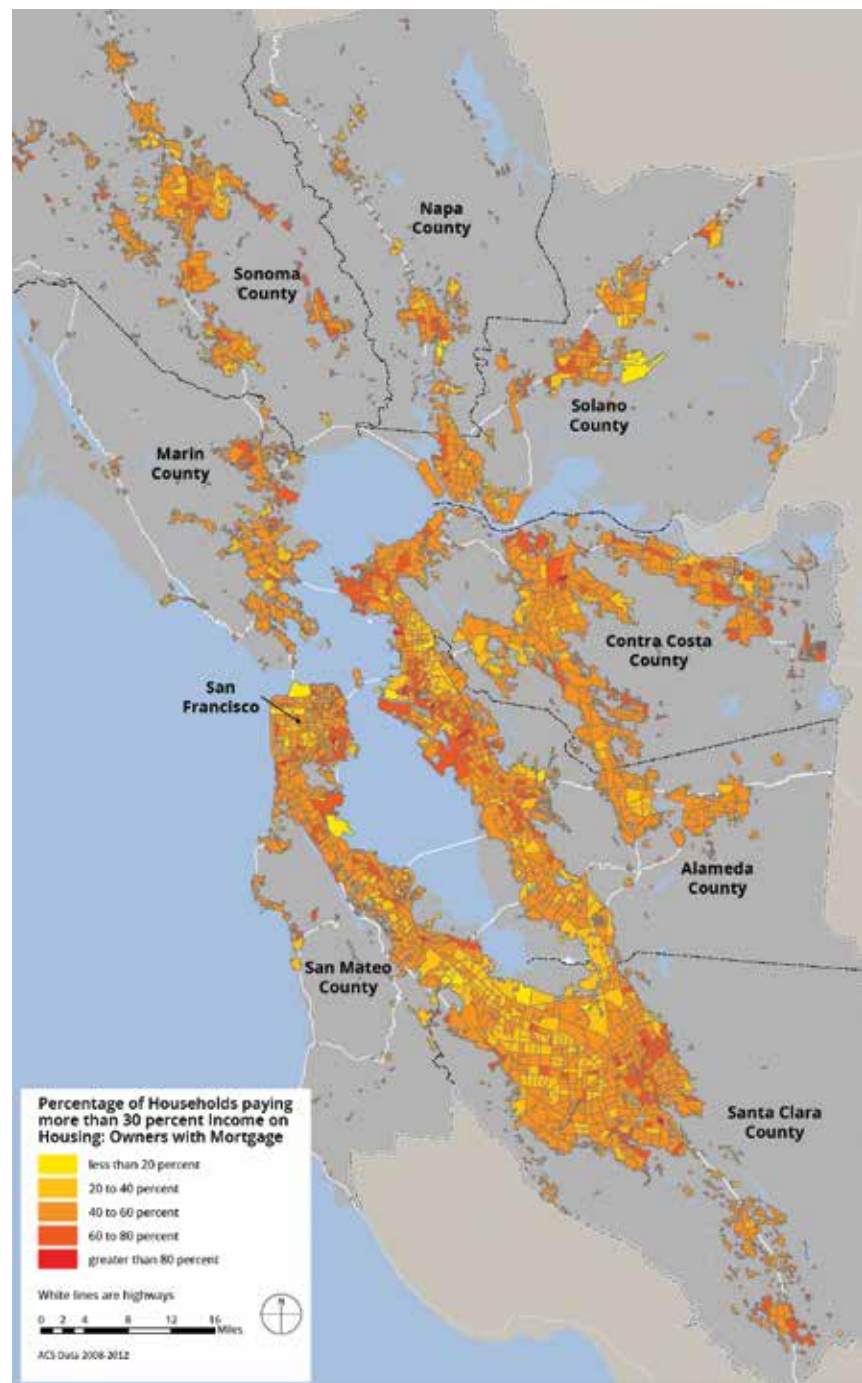 Napa
County
Sonoma
County
Solano
County
Marin
County
Contra Costa
County
San
Francisco
Alameda
County
San Mateo
County
Santa Clara
County
Percentage of Households paying
more than 30 percent Income on
Housing: Owners with Mortgage
less than 20 percent
20 to 40 percent
40 to 60 percent
60 to 80 percent
greater than 80 percent
White lines are highways
N
0 2 4 8 12 16
Miles
ACS Data 2008-2012